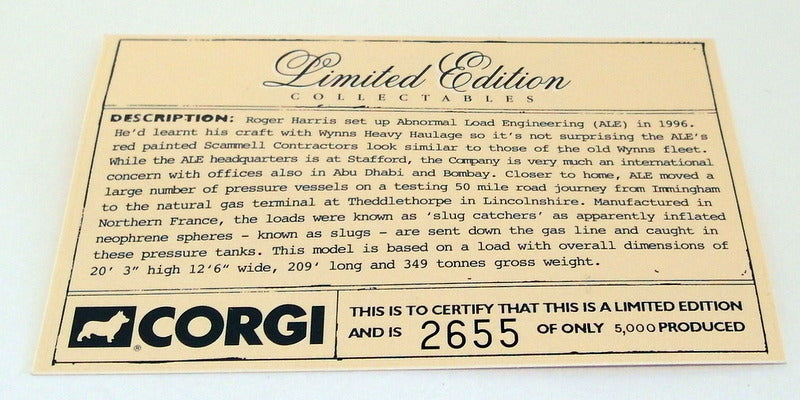 Limited Edition
COLLECTABLES
DESCRIPTION: Roger Harris set up Abnormal Load Engineering (ALE) in 1996.
He'd learnt his craft with Wynns Heavy Haulage so it's not surprising the ALE's
red painted Scammell Contractors look similar to those of the old Wynns fleet.
While the ALE headquarters is at Stafford, the Company is very much an international
concern with offices also in Abu Dhabi and Bombay. Closer to home, ALE moved a
large number of pressure vessels on a testing 50 mile road journey from Immingham
to the natural gas terminal at Theddlethorpe in Lincolnshire. Manufactured in
Northern France, the loads were known as 'slug catchers' as apparently inflated
neophrene spheres - known as slugs - are sent down the gas line and caught in
these pressure tanks. This model is based on a load with overall dimensions of
20' 3" high 12'6" wide, 209' long and 349 tonnes gross weight.
® CORGI
THIS IS TO CERTIFY THAT THIS IS A LIMITED EDITION
AND IS 2655 OF ONLY 5,000 PRODUCED